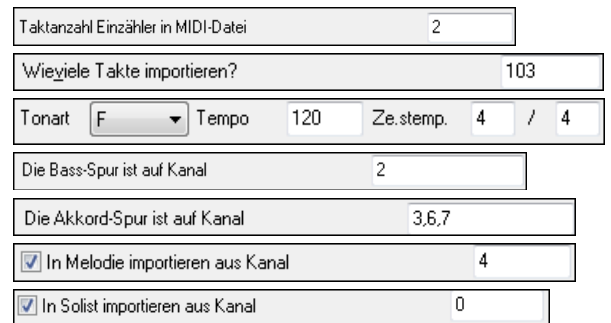 Taktanzahl Einzähler in MIDI-Datei 2
Wieviele Takte importieren? 103
Tonart F Tempo 120 Ze.stemp. 4 / 4
Die Bass-Spur ist auf Kanal 2
Die Akkord-Spur ist auf Kanal 3,6,7
In Melodie importieren aus Kanal 4
In Solist importieren aus Kanal 0